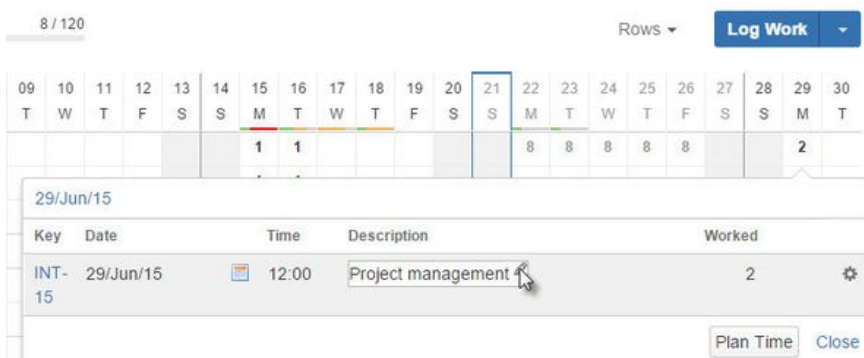 8 / 120
Rows
Log Work
09 10 11 12 13 14 15 16 17 18 19 20 21 22 23 24 25 26 27 28 29 30
T W T F S S M T W T F S S M T W T F S S M T
1 1 8 8 8 8 8 2
29/Jun/15
Key Date Time Description Worked
INT- 29/Jun/15 12:00 Project management 2
15
Plan Time Close